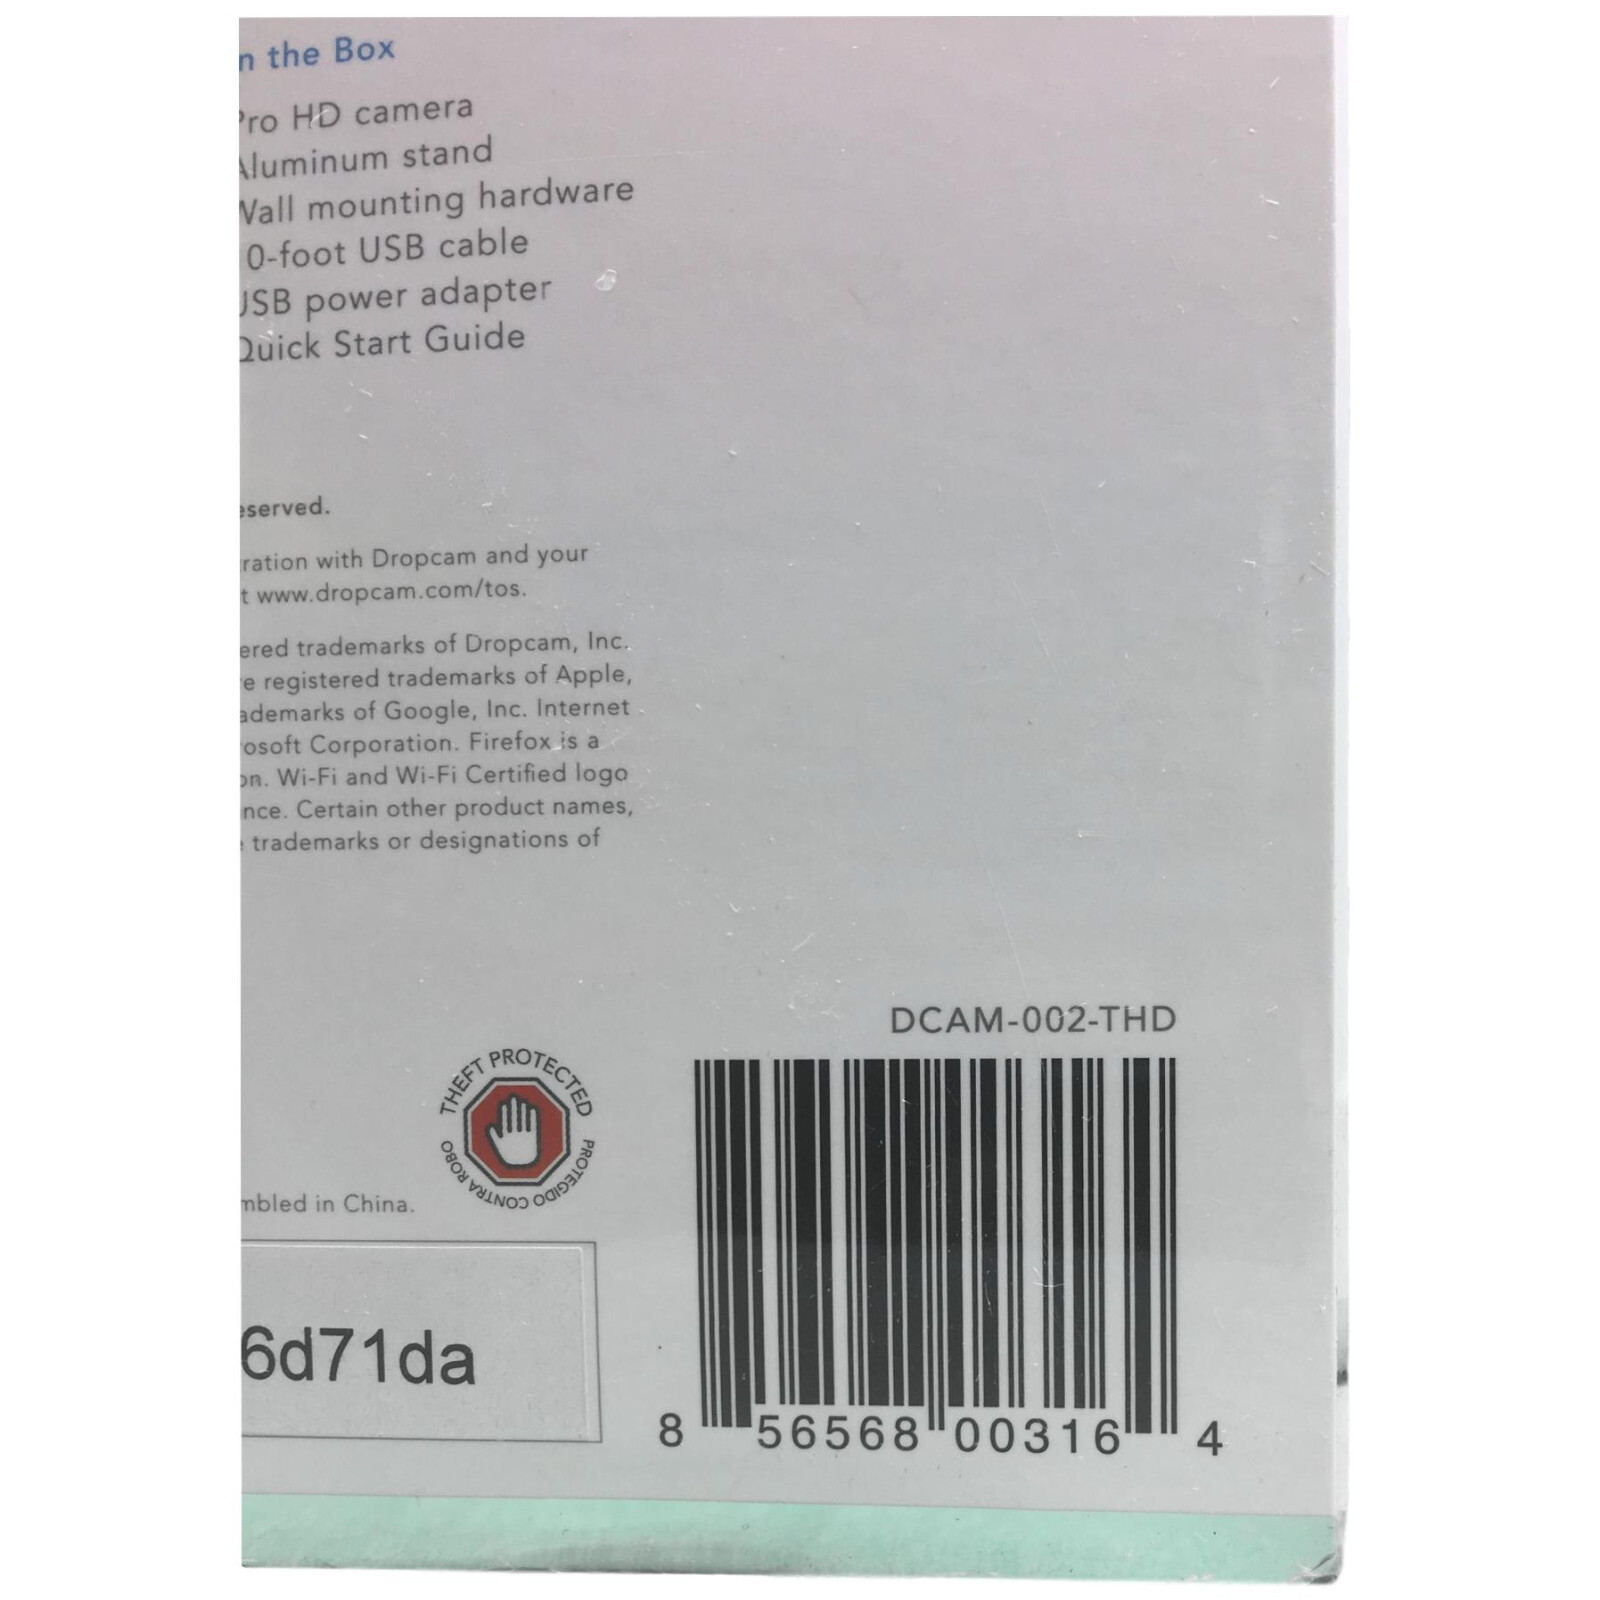 n the Box
Pro HD camera
Aluminum stand
Wall mounting hardware
0-foot USB cable
USB power adapter
Quick Start Guide
eserved.
ration with Dropcam and your
t www.dropcam.com/tos.
ered trademarks of Dropcam, Inc.
e registered trademarks of Apple,
ademarks of Google, Inc. Internet
osoft Corporation. Firefox is a
on. Wi-Fi and Wi-Fi Certified logo
nce. Certain other product names,
trademarks or designations of
DCAM-002-THD
THEFT PROTECTED
PROTEGIDO CONTRA ROBO
mbled in China.
6d71da
8 56568 00316 4